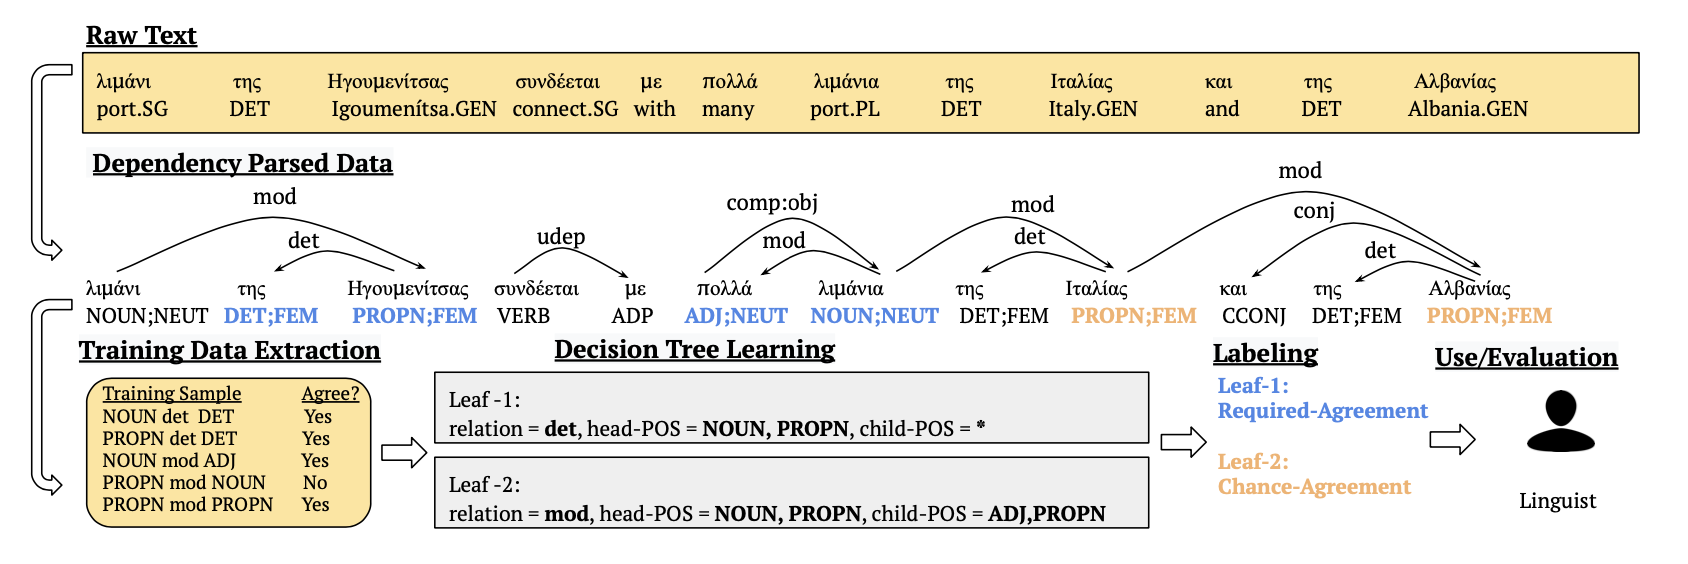 Raw Text
λιμάνι της Ηγουμενίτσας συνδέεται με πολλά λιμάνια της Ιταλίας και της Αλβανίας
port.SG DET Igoumenítsa.GEN connect.SG with many port.PL DET Italy.GEN and DET Albania.GEN
Dependency Parsed Data
mod
det
udep
comp:obj
mod
mod
det
mod
conj
det
λιμάνι της Ηγουμενίτσας συνδέεται με πολλά λιμάνια της Ιταλίας και της Αλβανίας
NOUN;NEUT DET;FEM PROPN;FEM VERB ADP ADJ;NEUT NOUN;NEUT DET;FEM PROPN;FEM CCONJ DET;FEM PROPN;FEM
Training Data Extraction
Training Sample Agree?
NOUN det DET Yes
PROPN det DET Yes
NOUN mod ADJ Yes
PROPN mod NOUN No
PROPN mod PROPN Yes
Decision Tree Learning
Leaf -1:
relation = det, head-POS = NOUN, PROPN, child-POS = *
Leaf -2:
relation = mod, head-POS = NOUN, PROPN, child-POS = ADJ,PROPN
Labeling
Leaf-1:
Required-Agreement
Leaf-2:
Chance-Agreement
Use/Evaluation
Linguist